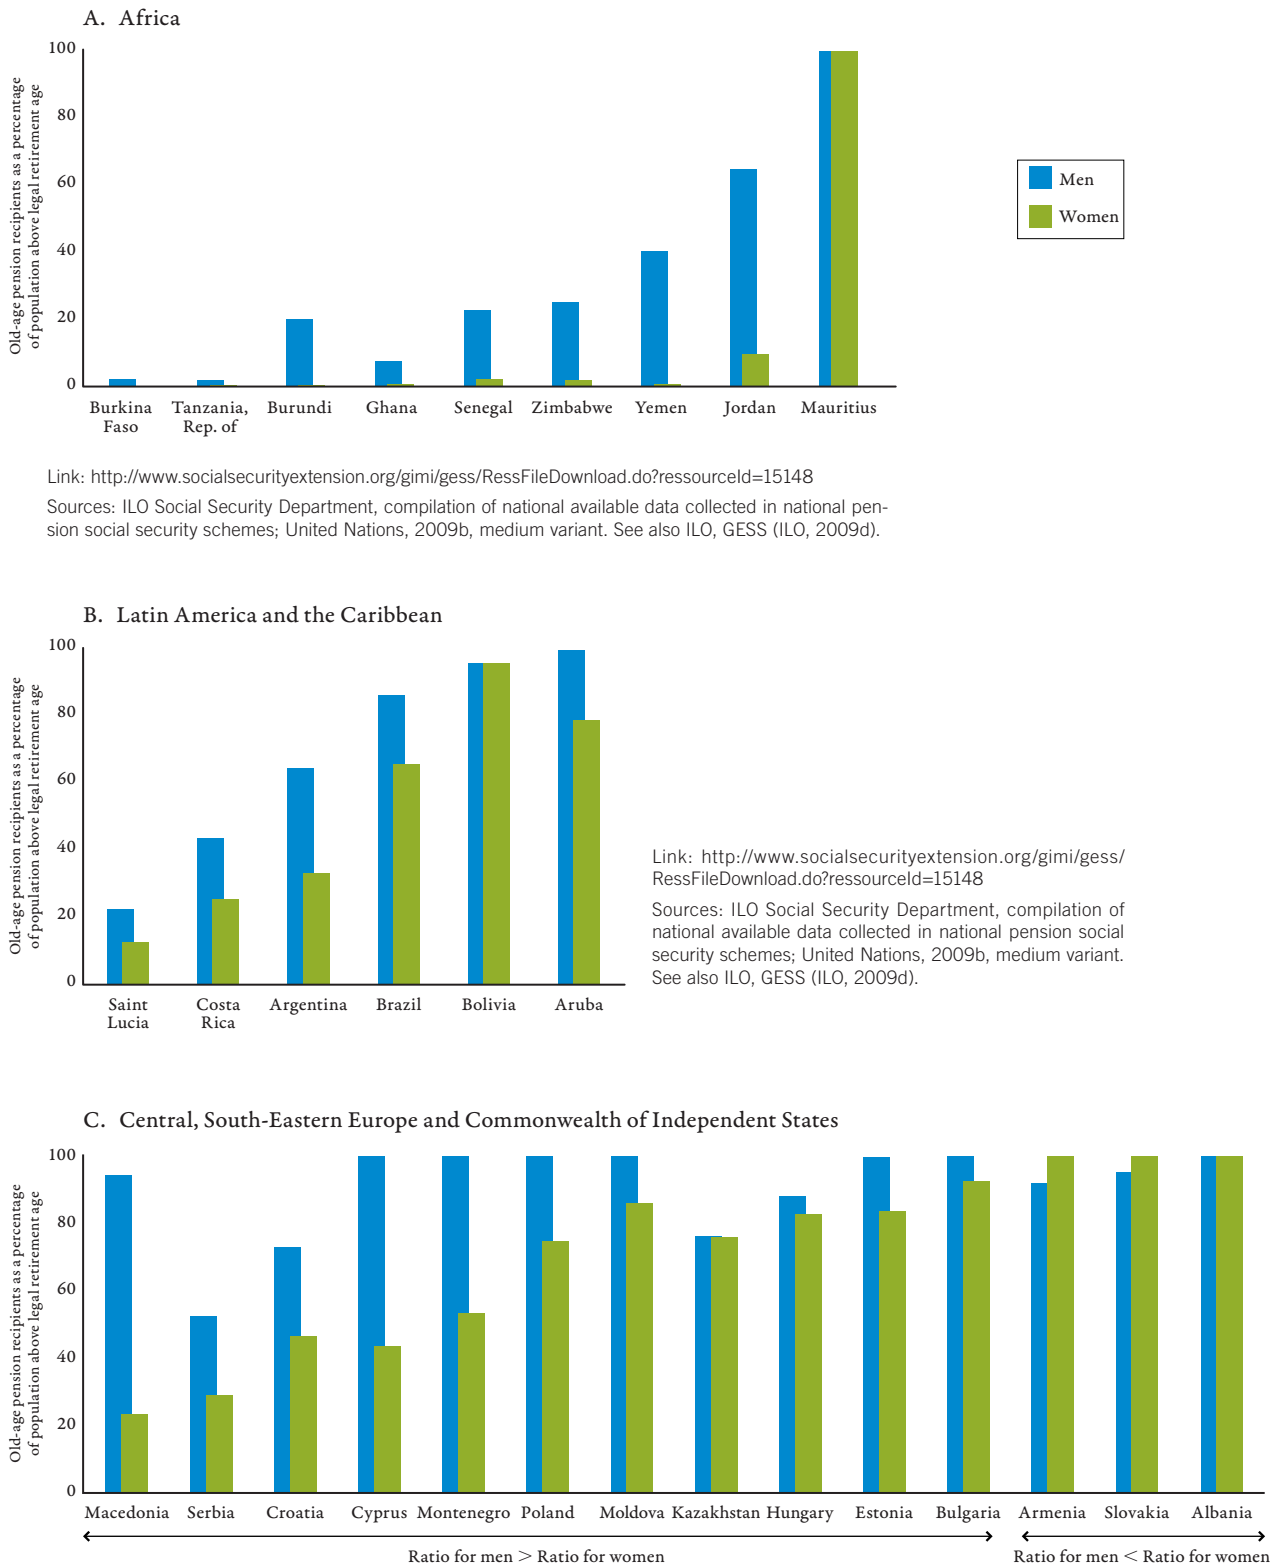 A. Africa
Old-age pension recipients as a percentage
of population above legal retirement age
100
80
60
40
20
0
Burkina
Faso
Tanzania,
Rep. of
Burundi
Ghana
Senegal
Zimbabwe
Yemen
Jordan
Mauritius
Men
Women
Link: http://www.socialsecurityextension.org/gimi/gess/RessFileDownload.do?ressourceId=15148
Sources: ILO Social Security Department, compilation of national available data collected in national pen-
sion social security schemes; United Nations, 2009b, medium variant. See also ILO, GESS (ILO, 2009d).
B. Latin America and the Caribbean
Old-age pension recipients as a percentage
of population above legal retirement age
100
80
60
40
20
0
Saint
Lucia
Costa
Rica
Argentina
Brazil
Bolivia
Aruba
Link: http://www.socialsecurityextension.org/gimi/gess/
RessFileDownload.do?ressourceId=15148
Sources: ILO Social Security Department, compilation of
national available data collected in national pension social
security schemes; United Nations, 2009b, medium variant.
See also ILO, GESS (ILO, 2009d).
C. Central, South-Eastern Europe and Commonwealth of Independent States
Old-age pension recipients as a percentage
of population above legal retirement age
100
80
60
40
20
0
Macedonia
Serbia
Croatia
Cyprus
Montenegro
Poland
Moldova
Kazakhstan
Hungary
Estonia
Bulgaria
Armenia
Slovakia
Albania
Ratio for men > Ratio for women
Ratio for men < Ratio for women